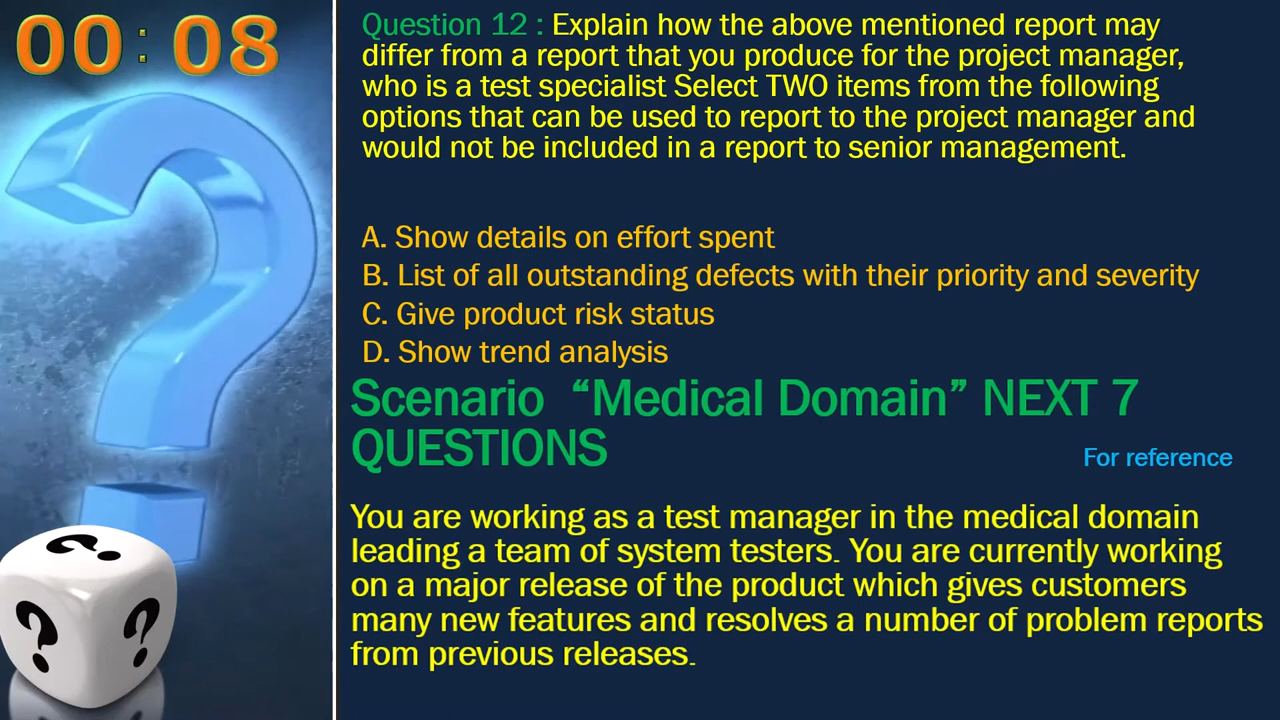 00:08
Question 12 : Explain how the above mentioned report may
differ from a report that you produce for the project manager,
who is a test specialist Select TWO items from the following
options that can be used to report to the project manager and
would not be included in a report to senior management.
A. Show details on effort spent
B. List of all outstanding defects with their priority and severity
C. Give product risk status
D. Show trend analysis
Scenario “Medical Domain” NEXT 7
QUESTIONS
For reference
You are working as a test manager in the medical domain
leading a team of system testers. You are currently working
on a major release of the product which gives customers
many new features and resolves a number of problem reports
from previous releases.